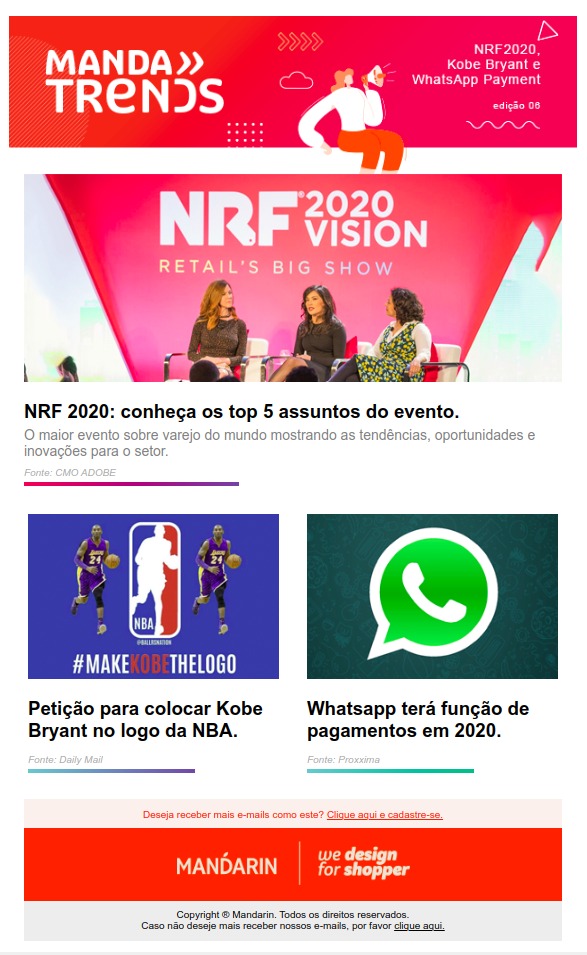 MANDA
TRENDS
NRF2020,
Kobe Bryant e
WhatsApp Payment
edição 06
NRF® 2020
VISION
RETAIL'S BIG SHOW
NRF 2020: conheça os top 5 assuntos do evento.
O maior evento sobre varejo do mundo mostrando as tendências, oportunidades e
inovações para o setor.
Fonte: CMO ADOBE
LAKERS
24
LAKERS
24
NBA
@BALLRSNATION
#MAKEKOBETHELOGO
Petição para colocar Kobe
Bryant no logo da NBA.
Fonte: Daily Mail
Whatsapp terá função de
pagamentos em 2020.
Fonte: Proxxima
Deseja receber mais e-mails como este? Clique aqui e cadastre-se.
MANDARIN
we design
for shopper
Copyright ® Mandarin. Todos os direitos reservados.
Caso não deseje mais receber nossos e-mails, por favor clique aqui.